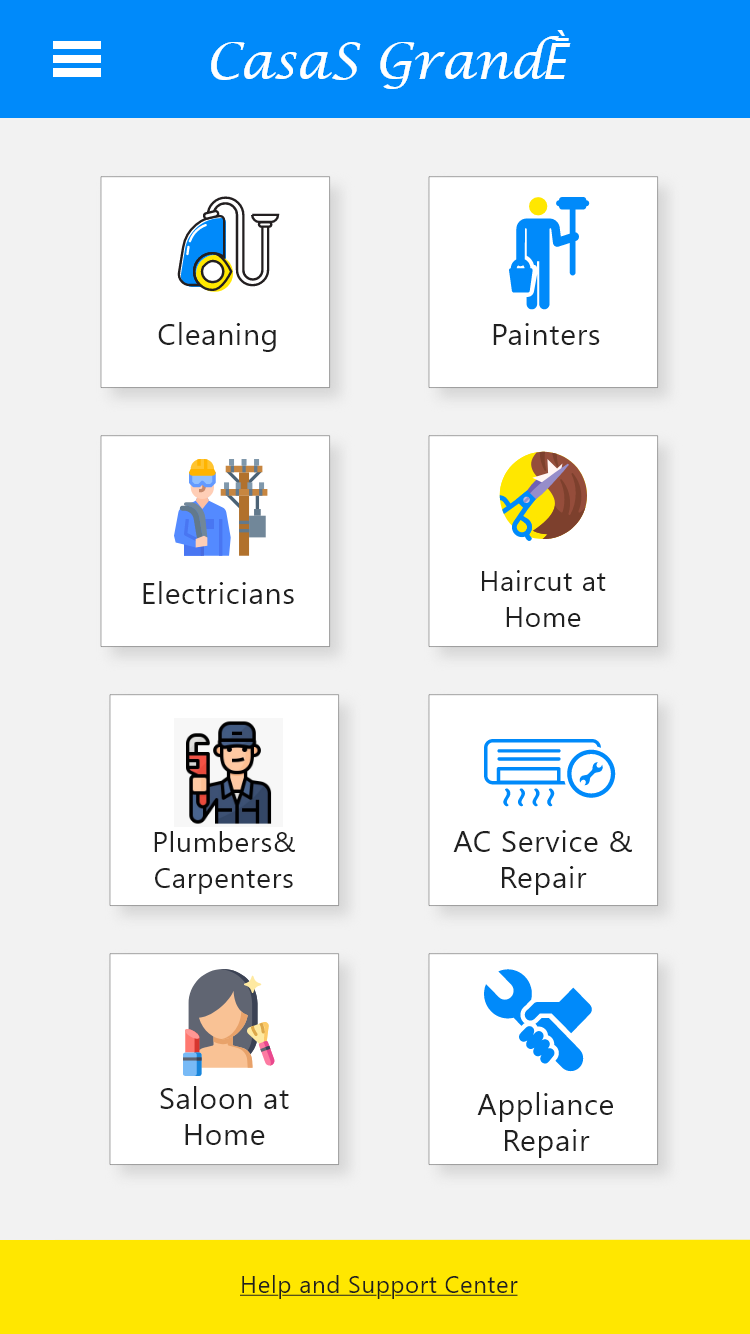 CasaS GrandÈ
Cleaning
Painters
Electricians
Haircut at
Home
Plumbers&
Carpenters
AC Service &
Repair
Saloon at
Home
Appliance
Repair
Help and Support Center